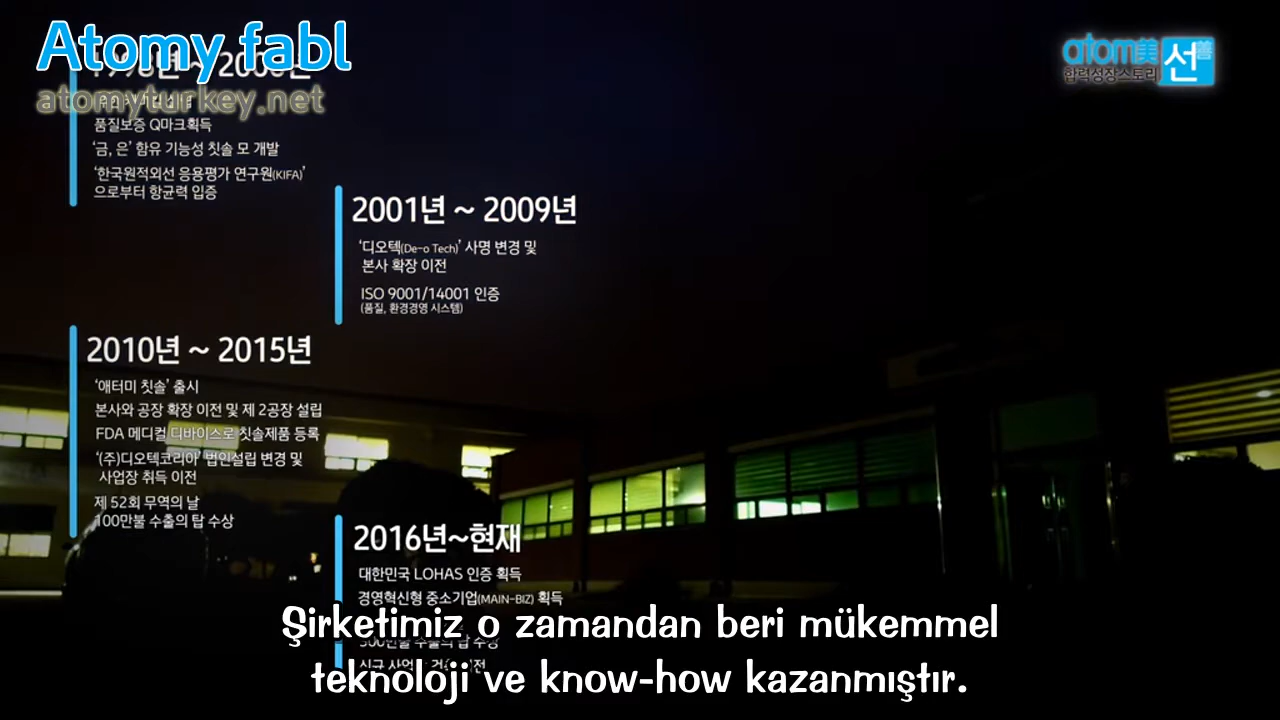 Atomy fabl
atomyturkey.net
atom美
합력성장스토리
선善
품질보증 Q마크획득
‘금, 은’ 함유 기능성 칫솔 모 개발
‘한국원적외선 응용평가 연구원(KIFA)’
으로부터 항균력 입증
2001년 ~ 2009년
‘디오텍(De-o Tech)’ 사명 변경 및
본사 확장 이전
ISO 9001/14001 인증
(품질, 환경경영 시스템)
2010년 ~ 2015년
‘애터미 칫솔’ 출시
본사와 공장 확장 이전 및 제 2공장 설립
FDA 메디컬 디바이스로 칫솔제품 등록
‘(주)디오텍코리아’ 법인설립 변경 및
사업장 취득 이전
제 52회 무역의 날
100만불 수출의 탑 수상
2016년~현재
대한민국 LOHAS 인증 획득
경영혁신형 중소기업(MAIN-BIZ) 획득
수출의 탑 수상
Şirketimiz o zamandan beri mükemmel
teknoloji ve know-how kazanmıştır.